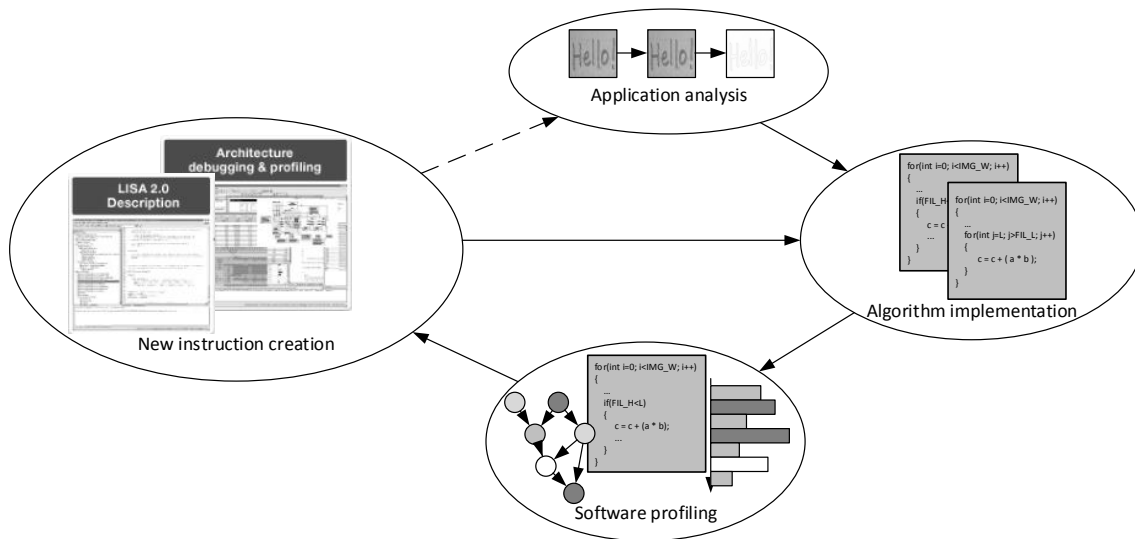 Hello!
Hello!
Hello!
Application analysis
Architecture
debugging & profiling
LISA 2.0
Description
New instruction creation
for(int i=0; i<IMG_W; i++)
{
...
if(FIL_H<
{
c = c
...
}
}
for(int i=0; i<IMG_W; i++)
{
...
for(int j=L; j>FIL_L; j++)
{
c = c + ( a * b );
}
}
Algorithm implementation
for(int i=0; i<IMG_W; i++)
{
...
if(FIL_H<L)
{
c = c + (a * b);
...
}
}
Software profiling